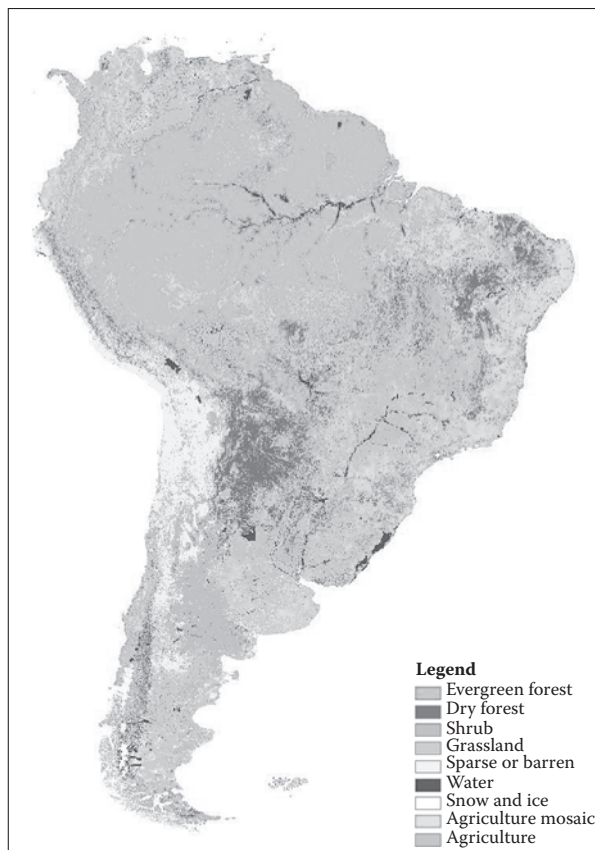 Legend
Evergreen forest
Dry forest
Shrub
Grassland
Sparse or barren
Water
Snow and ice
Agriculture mosaic
Agriculture